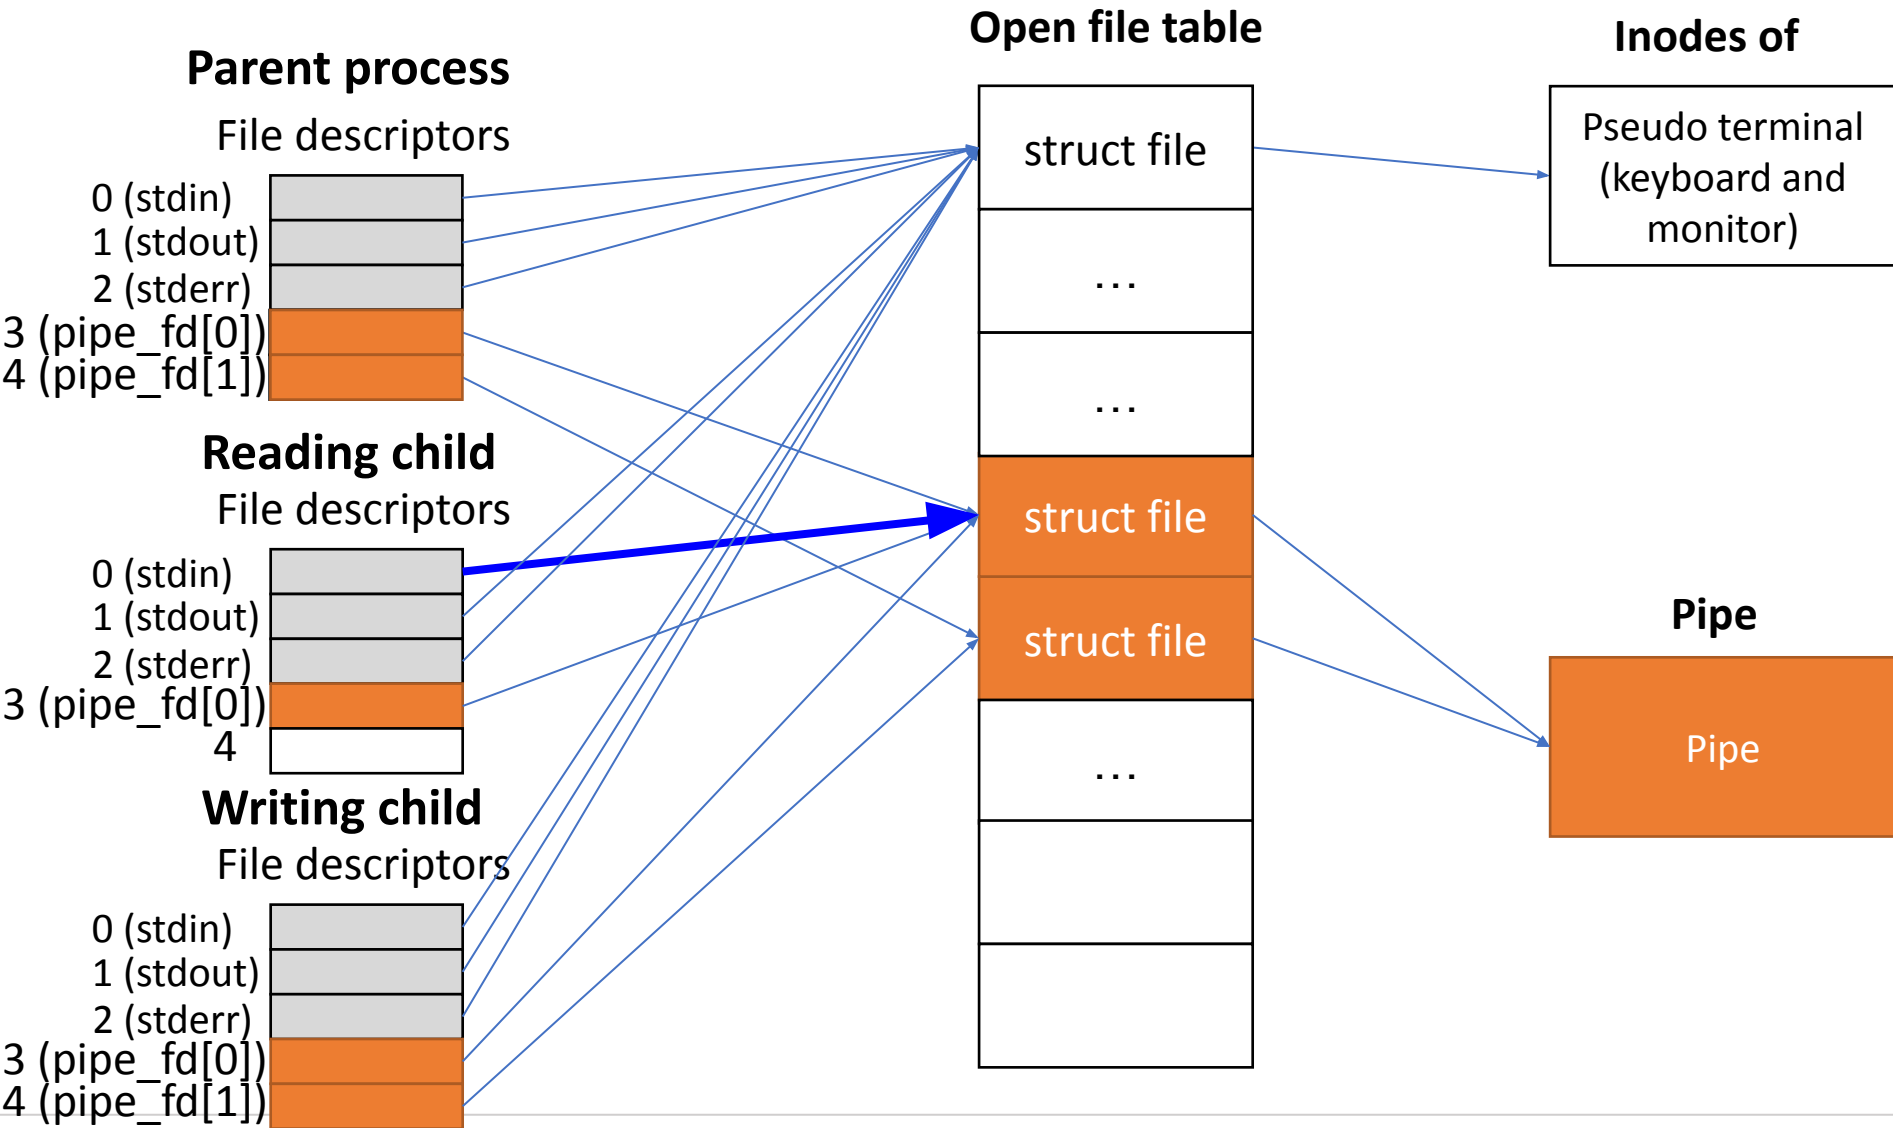 Parent process
File descriptors
0 (stdin)
1 (stdout)
2 (stderr)
3 (pipe_fd[0])
4 (pipe_fd[1])
Reading child
File descriptors
0 (stdin)
1 (stdout)
2 (stderr)
3 (pipe_fd[0])
4
Writing child
File descriptors
0 (stdin)
1 (stdout)
2 (stderr)
3 (pipe_fd[0])
4 (pipe_fd[1])
Open file table
struct file
...
...
struct file
struct file
...
Inodes of
Pseudo terminal
(keyboard and
monitor)
Pipe
Pipe